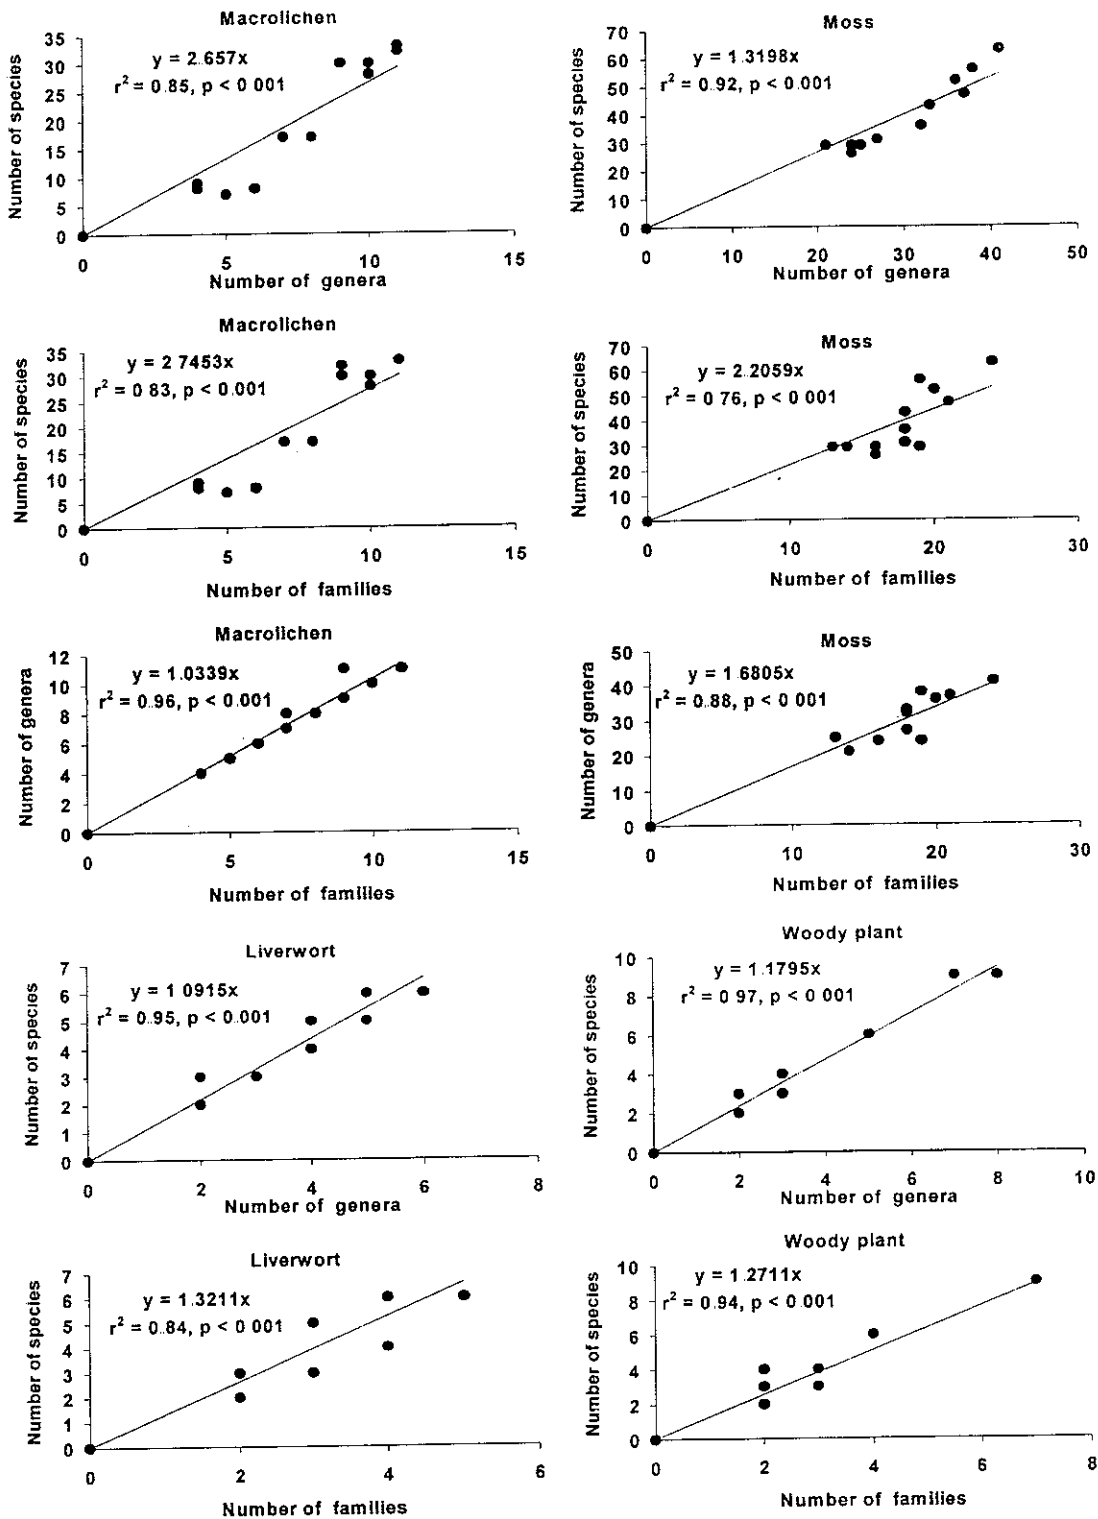 Macrolichen
y = 2.657x
r² = 0.85, p < 0.001
Number of species
35
30
25
20
15
10
5
0
0
5
10
15
Number of genera
Moss
y = 1.3198x
r² = 0.92, p < 0.001
Number of species
70
60
50
40
30
20
10
0
0
10
20
30
40
50
Number of genera
Macrolichen
y = 2 7453x
r² = 0 83, p < 0.001
Number of species
35
30
25
20
15
10
5
0
0
5
10
15
Number of families
Moss
y = 2.2059x
r² = 0 76, p < 0 001
Number of species
70
60
50
40
30
20
10
0
0
10
20
30
Number of families
Macrolichen
y = 1.0339x
r² = 0.96, p < 0.001
Number of genera
12
10
8
6
4
2
0
0
5
10
15
Number of families
Moss
y = 1.6805x
r² = 0.88, p < 0 001
Number of genera
50
40
30
20
10
0
0
10
20
30
Number of families
Liverwort
y = 1 0915x
r² = 0.95, p < 0.001
Number of species
7
6
5
4
3
2
1
0
0
2
4
6
8
Number of genera
Woody plant
y = 1.1795x
r² = 0 97, p < 0 001
Number of species
10
8
6
4
2
0
0
2
4
6
8
10
Number of genera
Liverwort
y = 1.3211x
r² = 0.84, p < 0 001
Number of species
7
6
5
4
3
2
1
0
0
2
4
6
Number of families
Woody plant
y = 1.2711x
r² = 0.94, p < 0.001
Number of species
10
8
6
4
2
0
0
2
4
6
8
Number of families